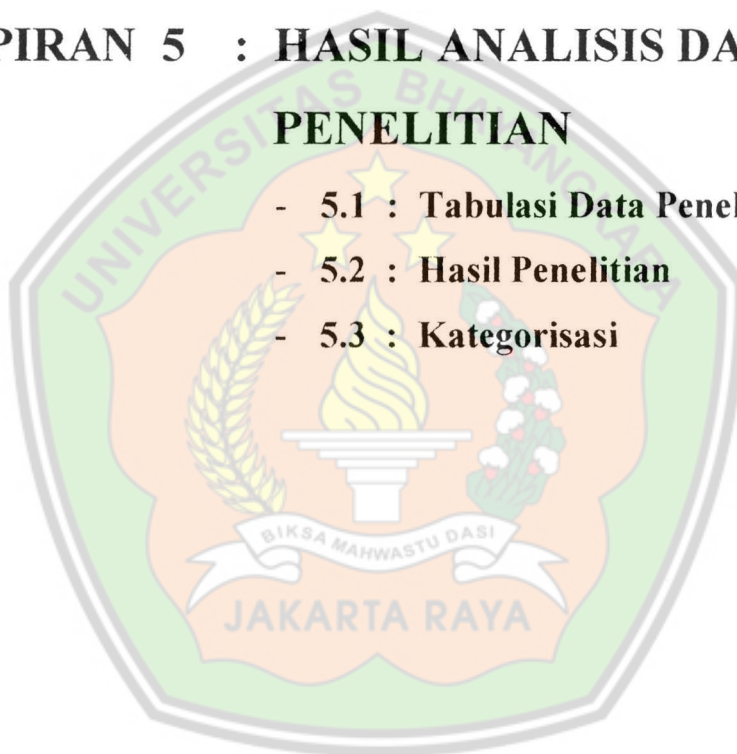 PIRAN 5 : HASIL ANALISIS DA
PENELITIAN
- 5.1 : Tabulasi Data Penel
- 5.2 : Hasil Penelitian
- 5.3 : Kategorisasi
UNIVERSITAS BHAYANGKARA
BIKSA MAHWASTU DASI
JAKARTA RAYA